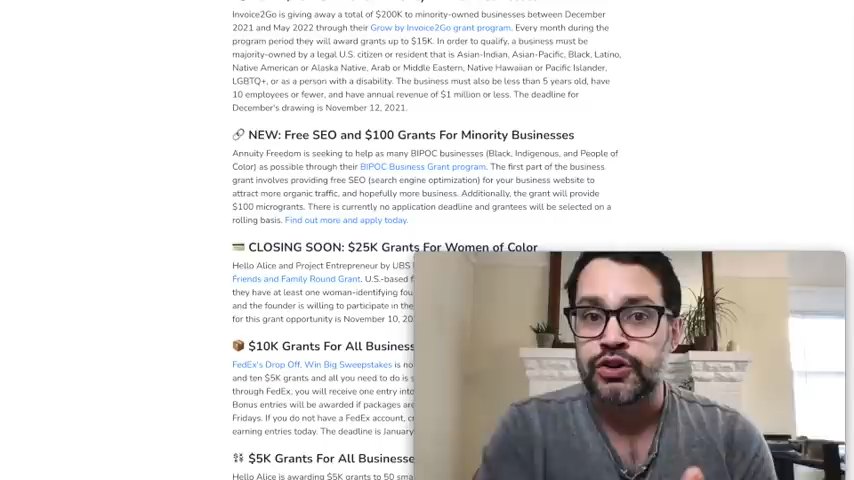 Invoice2Go is giving away a total of $200K to minority-owned businesses between December
2021 and May 2022 through their Grow by Invoice2Go grant program. Every month during the
program period they will award grants up to $15K. In order to qualify, a business must be
majority-owned by a legal U.S. citizen or resident that is Asian-Indian, Asian-Pacific, Black, Latino,
Native American or Alaska Native, Arab or Middle Eastern, Native Hawaiian or Pacific Islander,
LGBTQ+, or as a person with a disability. The business must also be less than 5 years old, have
10 employees or fewer, and have annual revenue of $1 million or less. The deadline for
December's drawing is November 12, 2021.
NEW: Free SEO and $100 Grants For Minority Businesses
Annuity Freedom is seeking to help as many BIPOC businesses (Black, Indigenous, and People of
Color) as possible through their BIPOC Business Grant program. The first part of the business
grant involves providing free SEO (search engine optimization) for your business website to
attract more organic traffic, and hopefully more business. Additionally, the grant will provide
$100 microgrants. There is currently no application deadline and grantees will be selected on a
rolling basis. Find out more and apply today.
CLOSING SOON: $25K Grants For Women of Color
Hello Alice and Project Entrepreneur by UBS
Friends and Family Round Grant. U.S.-based
they have at least one woman-identifying
and the founder is willing to participate in the
for this grant opportunity is November 10,
$10K Grants For All
FedEx's Drop Off, Win Big Sweepstakes is
and ten $5K grants and all you need to do is
through FedEx, you will receive one entry
Bonus entries will be awarded if packages
Fridays. If you do not have a FedEx account,
earning entries today. The deadline is January
$5K Grants For All
Hello Alice is awarding $5K grants to 50